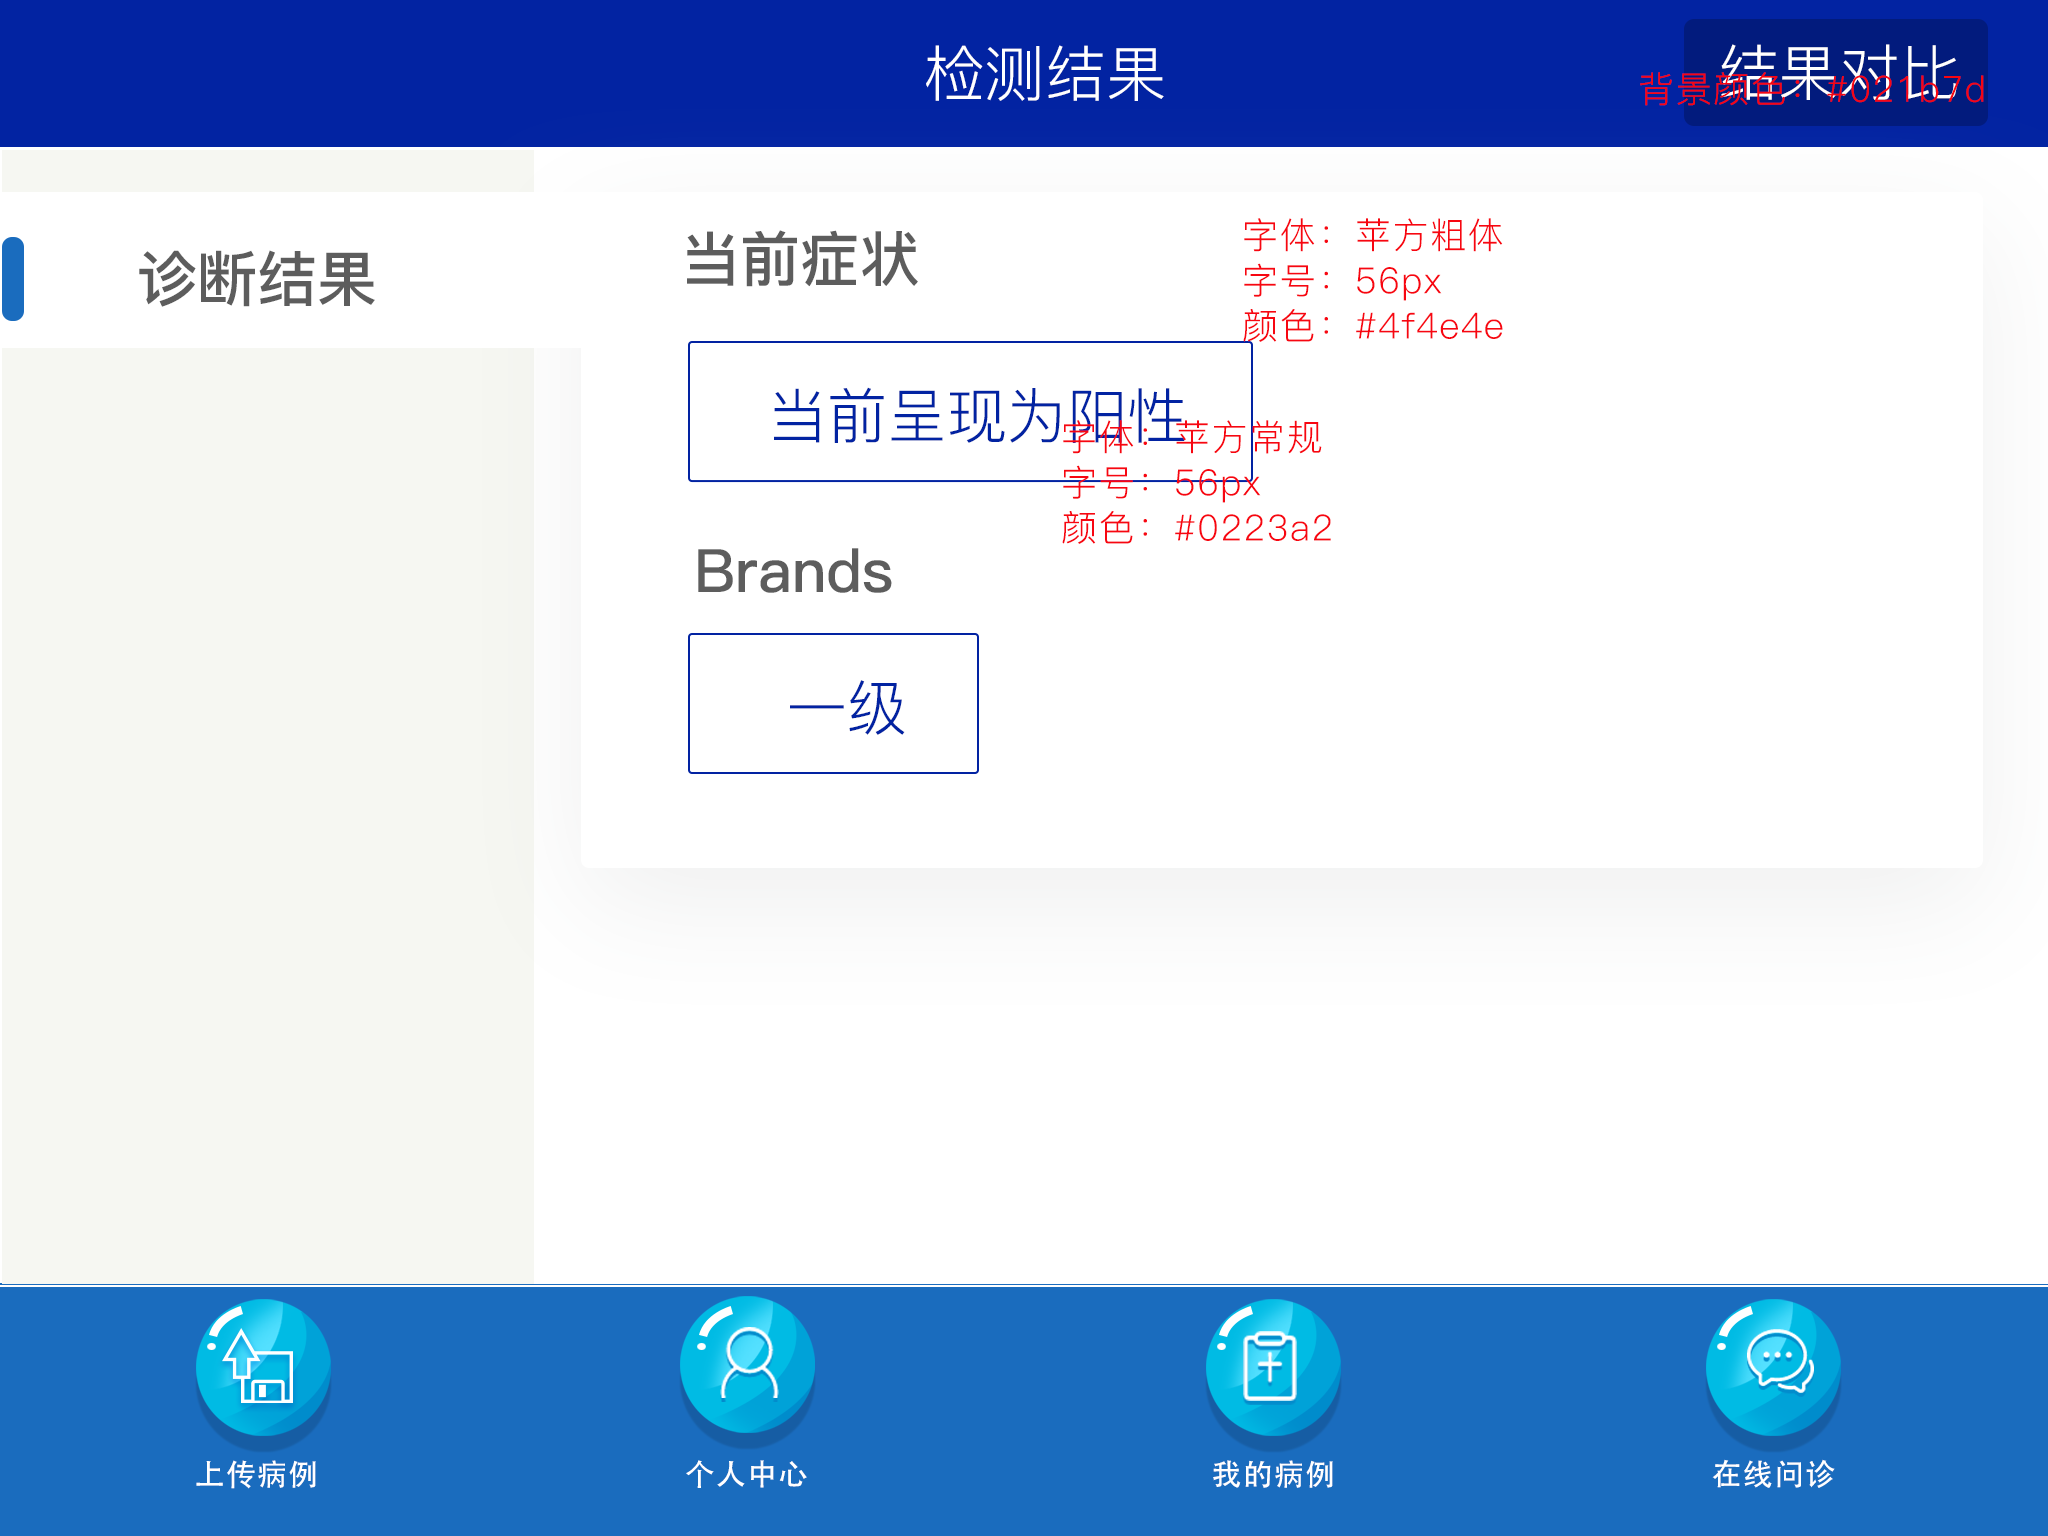 检测结果
结果对比
背景颜色：#021b7d
诊断结果
当前症状
字体：苹方粗体
字号：56px
颜色：#4f4e4e
当前呈现为阳性
字体：苹方常规
字号：56px
颜色：#0223a2
Brands
一级
上传病例
个人中心
我的病例
在线问诊